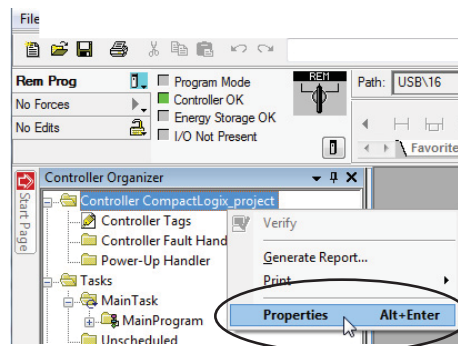 File
Rem Prog
Program Mode
REM
Path: USB\16
No Forces
Controller OK
Energy Storage OK
No Edits
I/O Not Present
Favorite
Controller Organizer
Start Page
Controller CompactLogix_project
Controller Tags
Verify
Controller Fault Hand
Generate Report...
Power-Up Handler
Print
Tasks
MainTask
Properties Alt+Enter
MainProgram
Unscheduled